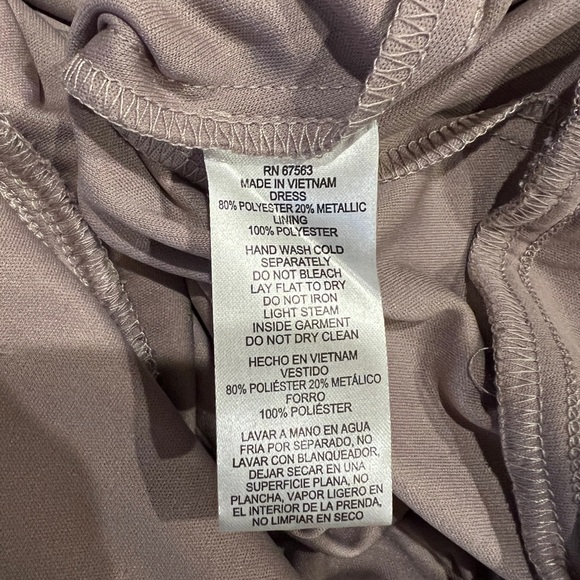 RN 67563
MADE IN VIETNAM
DRESS
80% POLYESTER 20% METALLIC
LINING
100% POLYESTER
HAND WASH COLD
SEPARATELY
DO NOT BLEACH
LAY FLAT TO DRY
DO NOT IRON
LIGHT STEAM
INSIDE GARMENT
DO NOT DRY CLEAN
HECHO EN VIETNAM
VESTIDO
80% POLIÉSTER 20% METÁLICO
FORRO
100% POLIÉSTER
LAVAR A MANO EN AGUA
FRIA POR SEPARADO, NO
LAVAR CON BLANQUEADOR,
DEJAR SECAR EN UNA
SUPERFICIE PLANA, NO
PLANCHA, VAPOR LIGERO EN
EL INTERIOR DE LA PRENDA,
NO LIMPIAR EN SECO